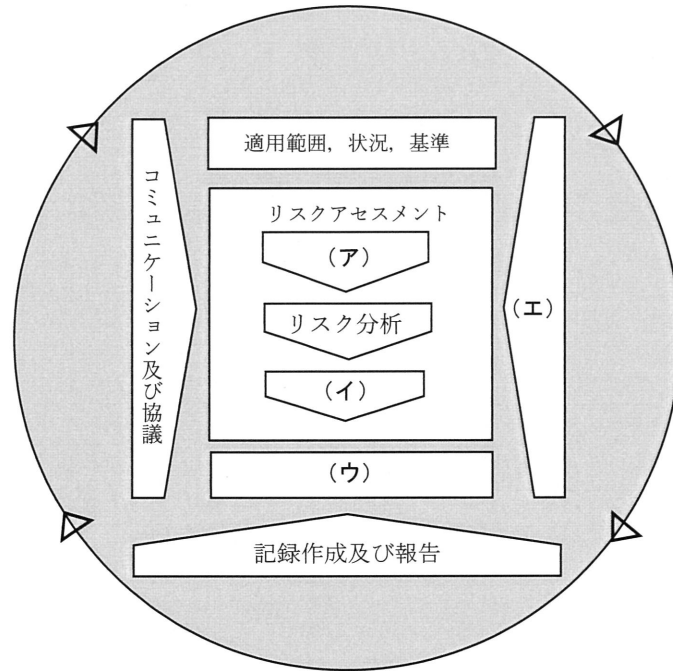 適用範囲，状況，基準
コミュニケーション及び協議
リスクアセスメント
(ア)
リスク分析
(イ)
(ウ)
(エ)
記録作成及び報告